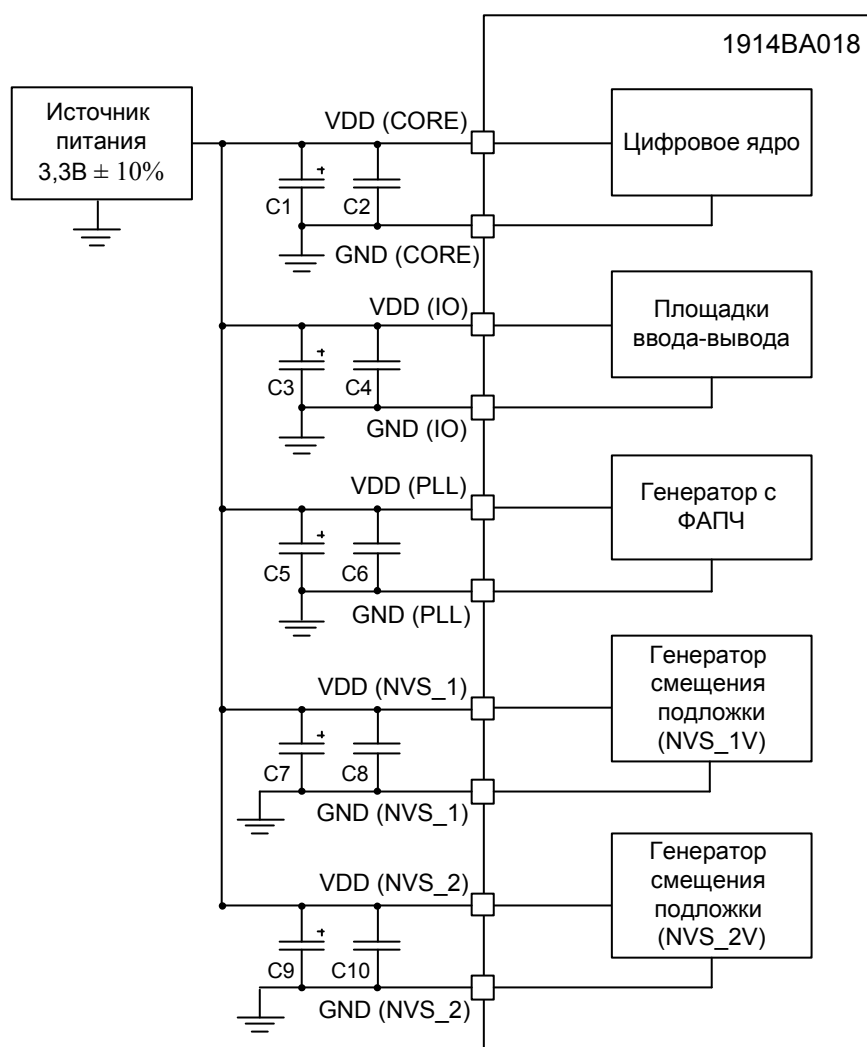 1914ВА018
Источник
питания
3,3В ± 10%
VDD (CORE)
Цифровое ядро
C1
C2
GND (CORE)
VDD (IO)
Площадки
ввода-вывода
C3
C4
GND (IO)
VDD (PLL)
Генератор с
ФАПЧ
C5
C6
GND (PLL)
VDD (NVS_1)
Генератор
смещения
подложки
(NVS_1V)
C7
C8
GND (NVS_1)
VDD (NVS_2)
Генератор
смещения
подложки
(NVS_2V)
C9
C10
GND (NVS_2)